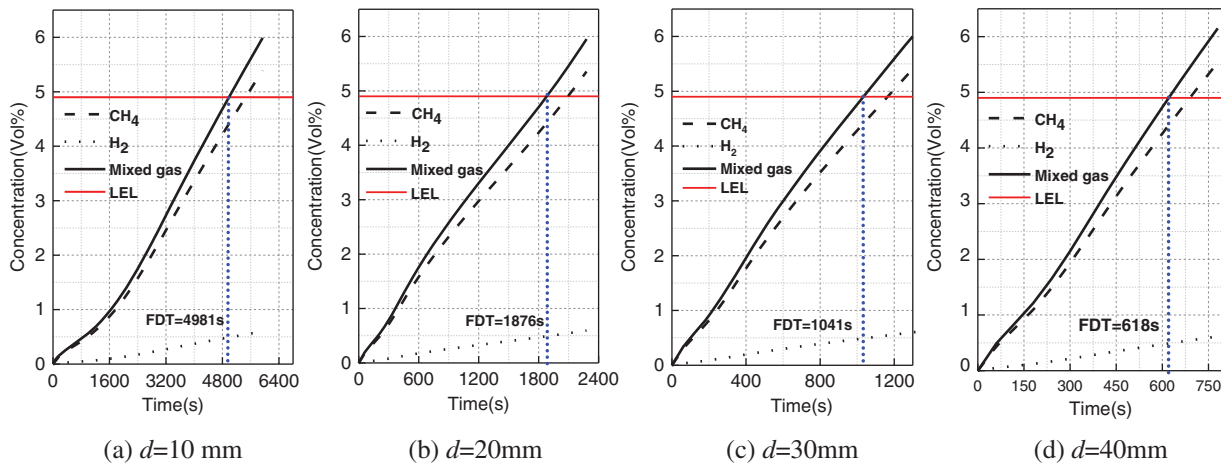 Concentration(Vol%)
6
5
4
3
2
1
0
CH4
H2
Mixed gas
LEL
FDT=4981s
0 1600 3200 4800 6400
Time(s)
(a) d=10 mm
Concentration(Vol%)
6
5
4
3
2
1
0
CH4
H2
Mixed gas
LEL
FDT=1876s
0 600 1200 1800 2400
Time(s)
(b) d=20mm
Concentration(Vol%)
6
5
4
3
2
1
0
CH4
H2
Mixed gas
LEL
FDT=1041s
0 400 800 1200
Time(s)
(c) d=30mm
Concentration(Vol%)
6
5
4
3
2
1
0
CH4
H2
Mixed gas
LEL
FDT=618s
0 150 300 450 600 750
Time(s)
(d) d=40mm